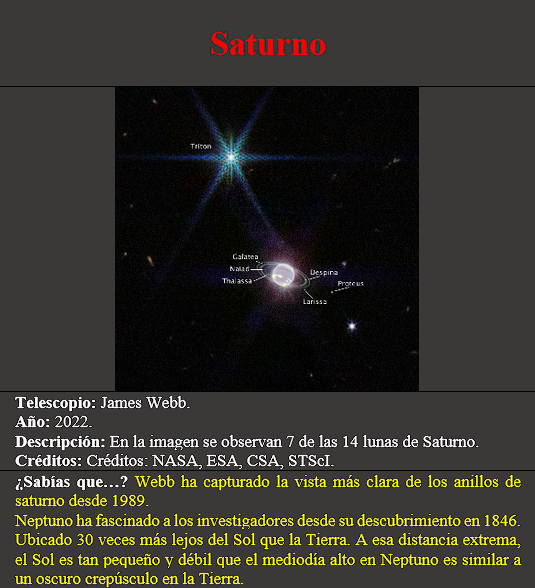 Saturno
Triton
Galatea
Naiad
Thalassa
Despina
Proteus
Larissa
Telescopio: James Webb.
Año: 2022.
Descripción: En la imagen se observan 7 de las 14 lunas de Saturno.
Créditos: Créditos: NASA, ESA, CSA, STScI.
¿Sabías que…? Webb ha capturado la vista más clara de los anillos de
saturno desde 1989.
Neptuno ha fascinado a los investigadores desde su descubrimiento en 1846.
Ubicado 30 veces más lejos del Sol que la Tierra. A esa distancia extrema,
el Sol es tan pequeño y débil que el mediodía alto en Neptuno es similar a
un oscuro crepúsculo en la Tierra.